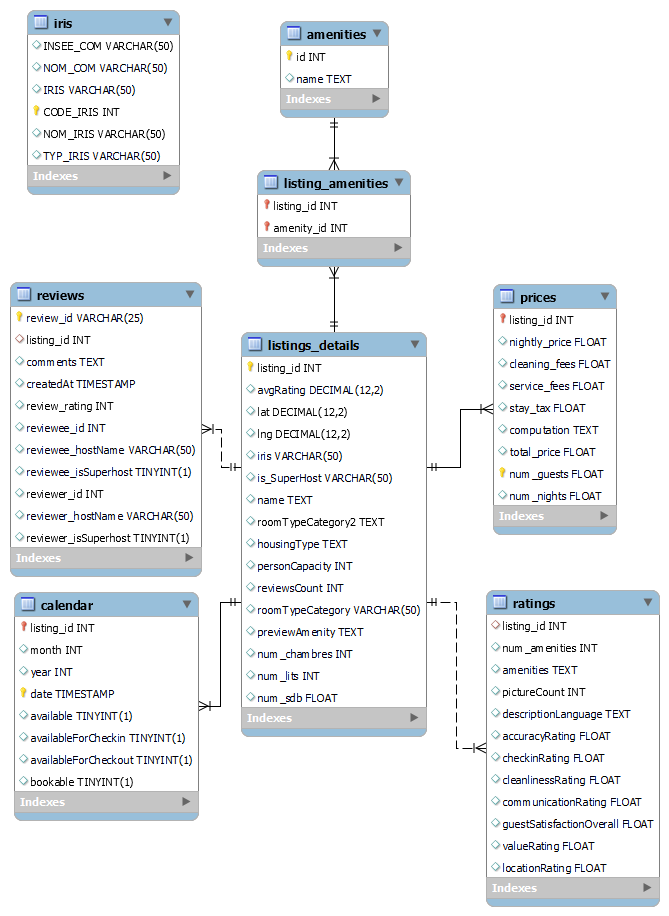 iris
INSEE_COM VARCHAR(50)
NOM_COM VARCHAR(50)
IRIS VARCHAR(50)
CODE_IRIS INT
NOM_IRIS VARCHAR(50)
TYP_IRIS VARCHAR(50)
Indexes
amenities
id INT
name TEXT
Indexes
listing_amenities
listing_id INT
amenity_id INT
Indexes
reviews
review_id VARCHAR(25)
listing_id INT
comments TEXT
createdAt TIMESTAMP
review_rating INT
reviewee_id INT
reviewee_hostName VARCHAR(50)
reviewee_isSuperhost TINYINT(1)
reviewer_id INT
reviewer_hostName VARCHAR(50)
reviewer_isSuperhost TINYINT(1)
Indexes
listings_details
listing_id INT
avgRating DECIMAL(12,2)
lat DECIMAL(12,2)
lng DECIMAL(12,2)
iris VARCHAR(50)
is_SuperHost VARCHAR(50)
name TEXT
roomTypeCategory2 TEXT
housingType TEXT
personCapacity INT
reviewsCount INT
roomTypeCategory VARCHAR(50)
previewAmenity TEXT
num_chambres INT
num_lits INT
num_sdb FLOAT
Indexes
prices
listing_id INT
nightly_price FLOAT
cleaning_fees FLOAT
service_fees FLOAT
stay_tax FLOAT
computation TEXT
total_price FLOAT
num_guests FLOAT
num_nights FLOAT
Indexes
calendar
listing_id INT
month INT
year INT
date TIMESTAMP
available TINYINT(1)
availableForCheckin TINYINT(1)
availableForCheckout TINYINT(1)
bookable TINYINT(1)
Indexes
ratings
listing_id INT
num_amenities INT
amenities TEXT
pictureCount INT
descriptionLanguage TEXT
accuracyRating FLOAT
checkinRating FLOAT
cleanlinessRating FLOAT
communicationRating FLOAT
guestSatisfactionOverall FLOAT
valueRating FLOAT
locationRating FLOAT
Indexes